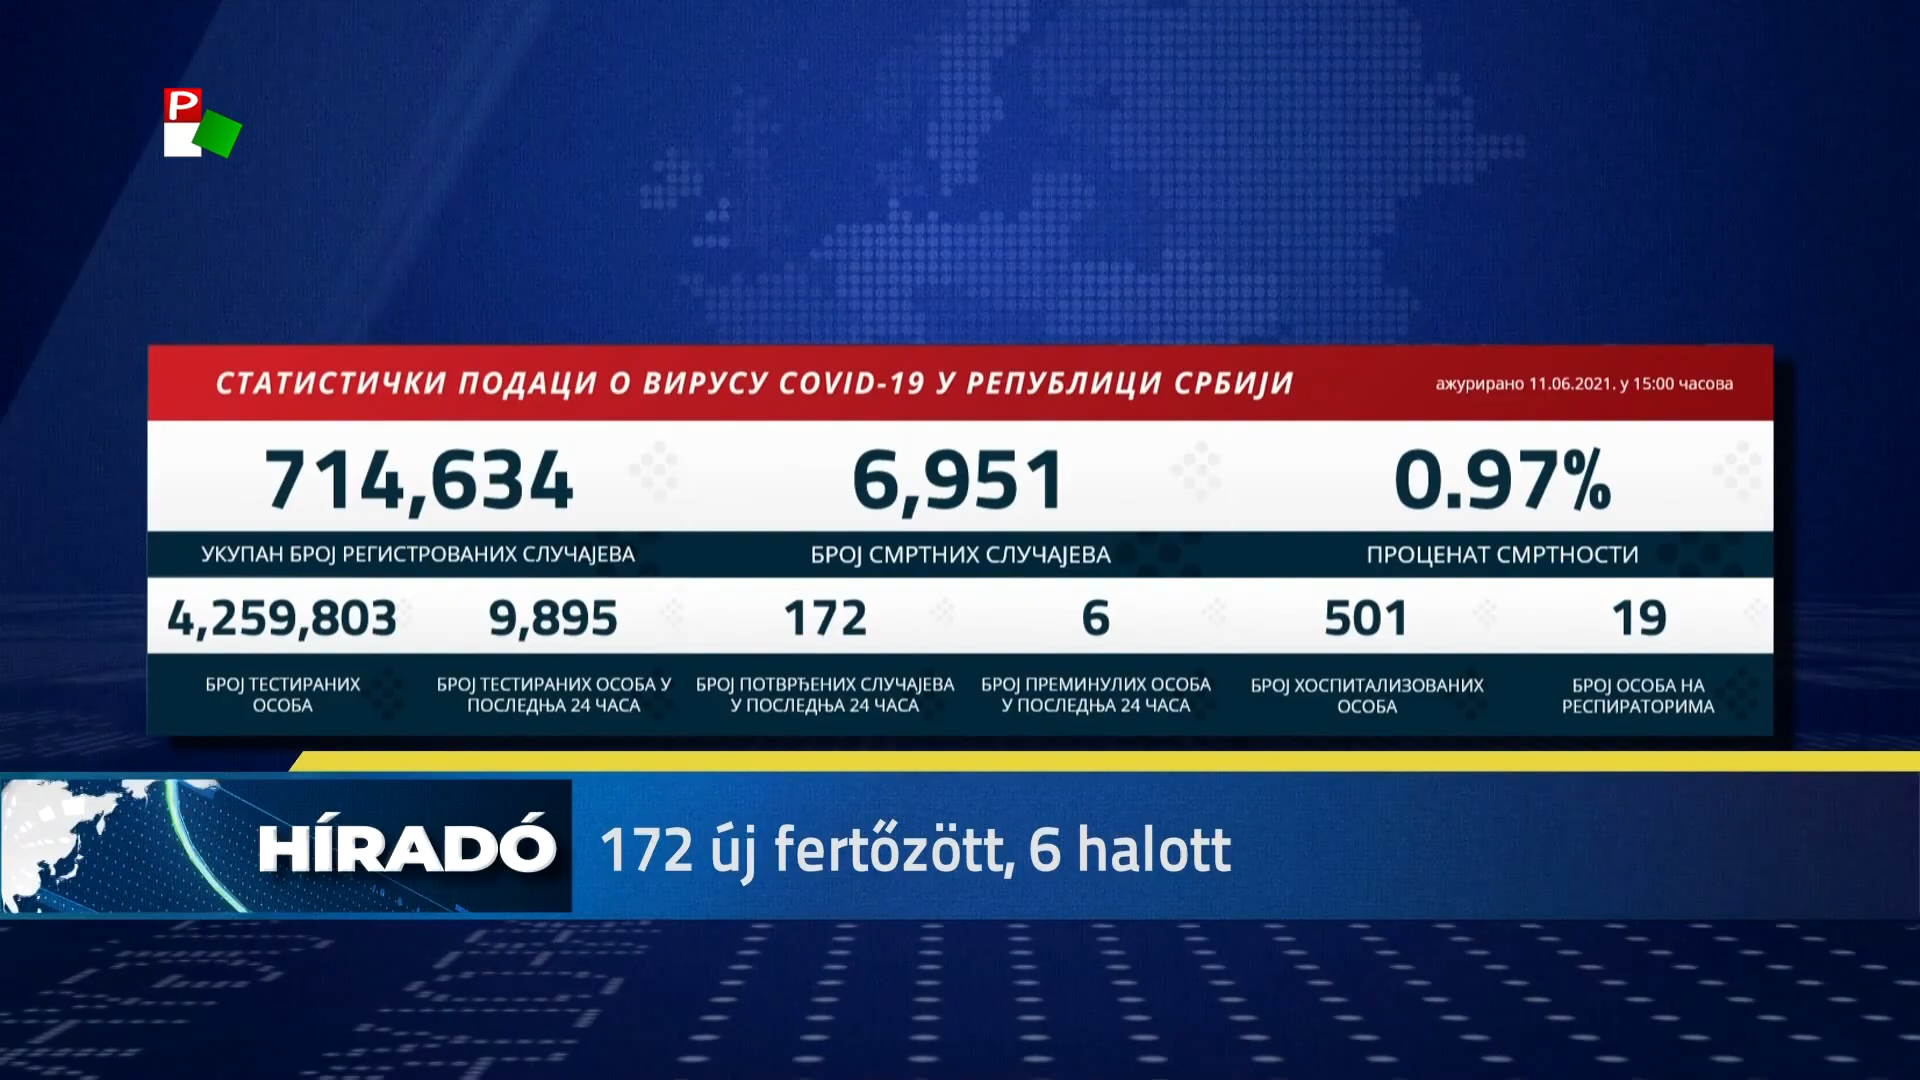 P
СТАТИСТИЧКИ ПОДАЦИ О ВИРУСУ COVID-19 У РЕПУБЛИЦИ СРБИЈИ
ажурирано 11.06.2021. у 15:00 часова
714,634
6,951
0.97%
УКУПАН БРОЈ РЕГИСТРОВАНИХ СЛУЧАЈЕВА
БРОЈ СМРТНИХ СЛУЧАЈЕВА
ПРОЦЕНАТ СМРТНОСТИ
4,259,803
9,895
172
6
501
19
БРОЈ ТЕСТИРАНИХ
ОСОБА
БРОЈ ТЕСТИРАНИХ ОСОБА У
ПОСЛЕДЊА 24 ЧАСА
БРОЈ ПОТВРЂЕНИХ СЛУЧАЈЕВА
У ПОСЛЕДЊА 24 ЧАСА
БРОЈ ПРЕМИНУЛИХ ОСОБА
У ПОСЛЕДЊА 24 ЧАСА
БРОЈ ХОСПИТАЛИЗОВАНИХ
ОСОБА
БРОЈ ОСОБА НА
РЕСПИРАТОРИМА
HÍRADÓ
172 új fertőzött, 6 halott